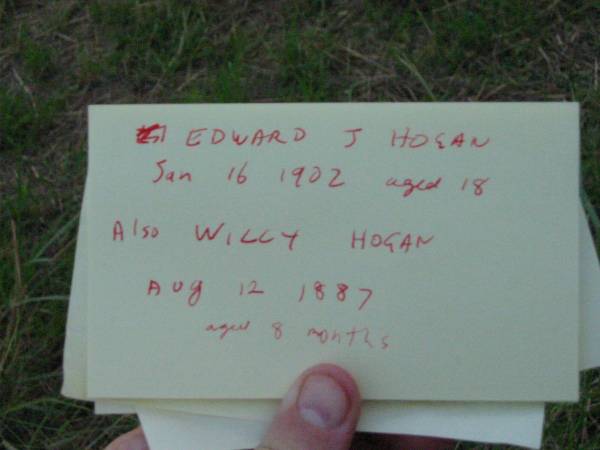 EDWARD J HOGAN
Jan 16 1902 aged 18
Also WILLY HOGAN
AUg 12 1887
aged 8 months